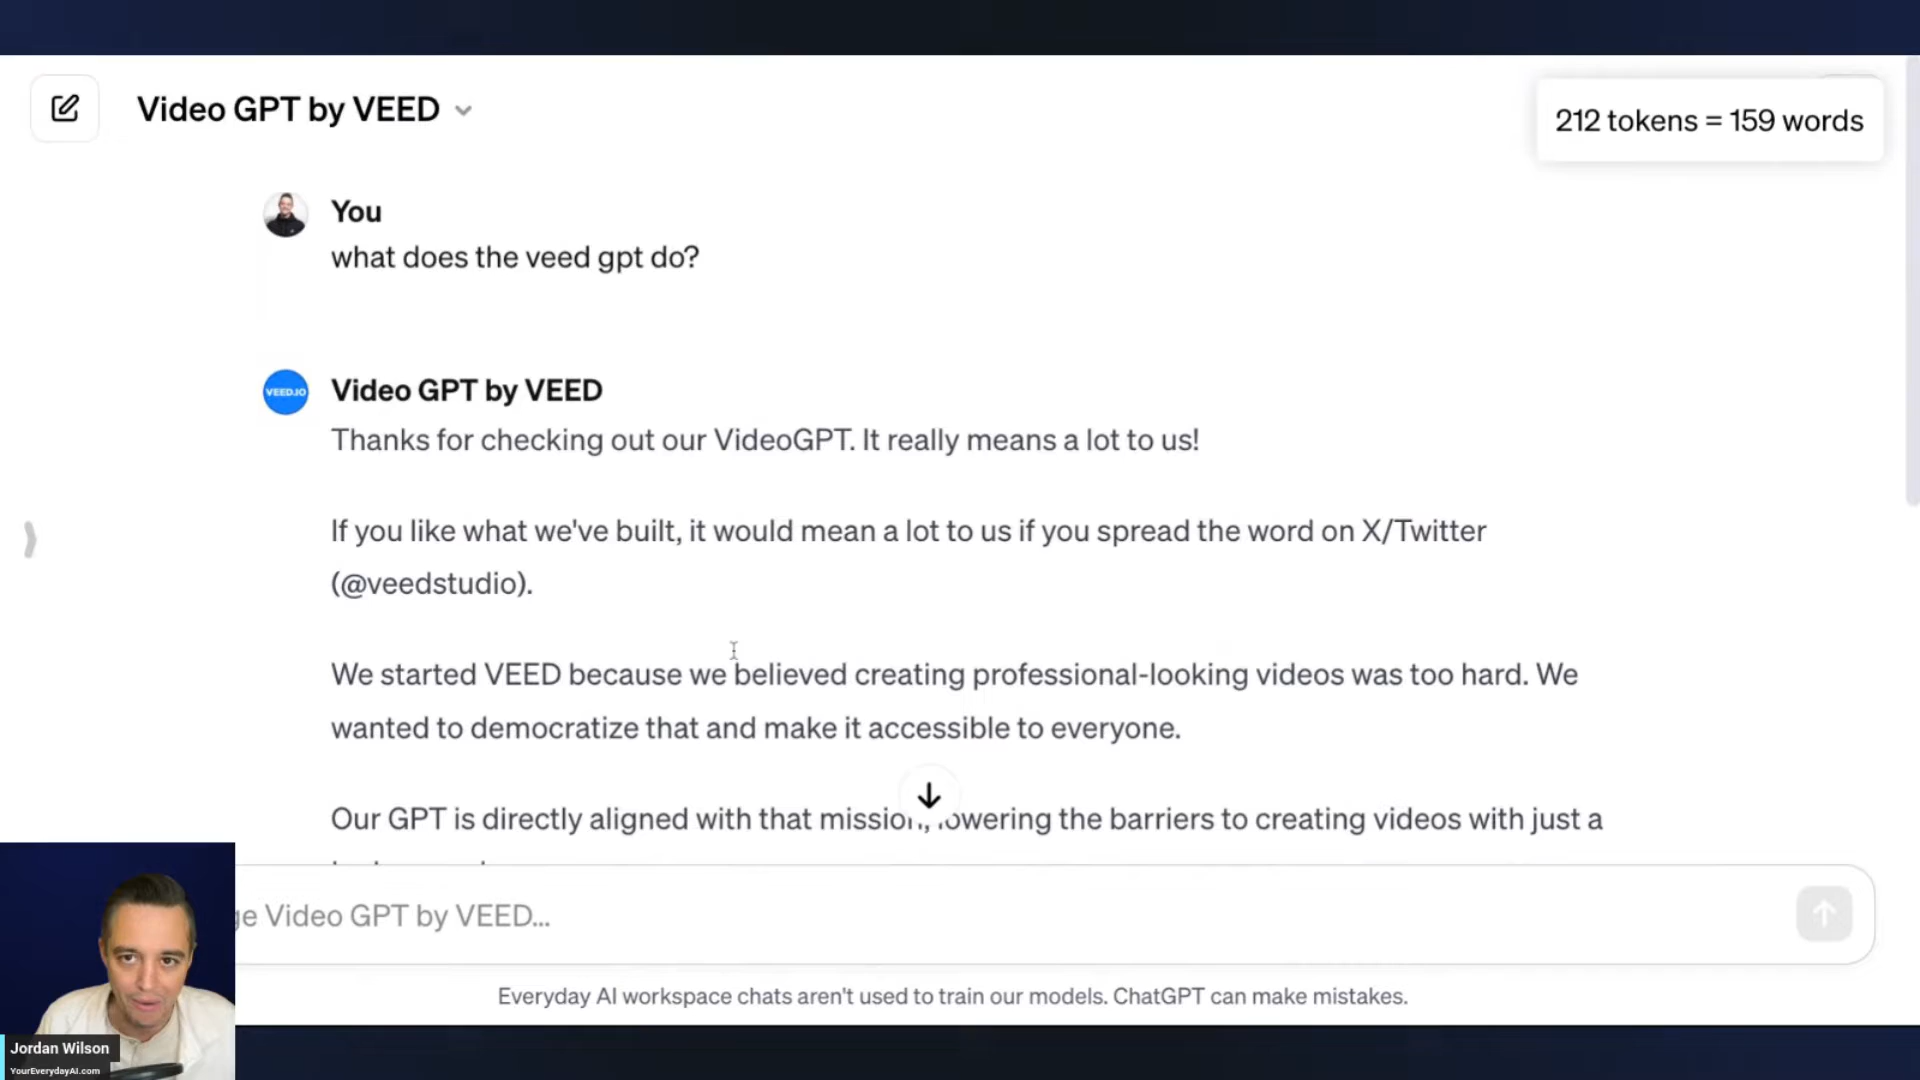 Video GPT by VEED
212 tokens = 159 words
You
what does the veed gpt do?
VEED.IO
Video GPT by VEED
Thanks for checking out our VideoGPT. It really means a lot to us!
If you like what we've built, it would mean a lot to us if you spread the word on X/Twitter
(@veedstudio).
We started VEED because we believed creating professional-looking videos was too hard. We
wanted to democratize that and make it accessible to everyone.
Our GPT is directly aligned with that mission, lowering the barriers to creating videos with just a
Video GPT by VEED...
Everyday AI workspace chats aren't used to train our models. ChatGPT can make mistakes.
Jordan Wilson
YourEverydayAI.com